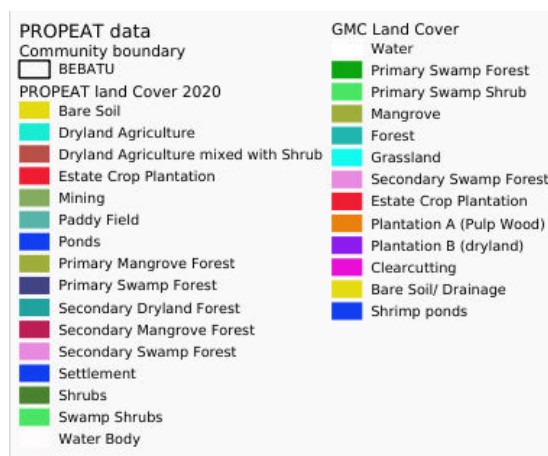 PROPEAT data
Community boundary
BEBATU
PROPEAT land Cover 2020
Bare Soil
Dryland Agriculture
Dryland Agriculture mixed with Shrub
Estate Crop Plantation
Mining
Paddy Field
Ponds
Primary Mangrove Forest
Primary Swamp Forest
Secondary Dryland Forest
Secondary Mangrove Forest
Secondary Swamp Forest
Settlement
Shrubs
Swamp Shrubs
Water Body
GMC Land Cover
Water
Primary Swamp Forest
Primary Swamp Shrub
Mangrove
Forest
Grassland
Secondary Swamp Forest
Estate Crop Plantation
Plantation A (Pulp Wood)
Plantation B (dryland)
Clearcutting
Bare Soil/ Drainage
Shrimp ponds